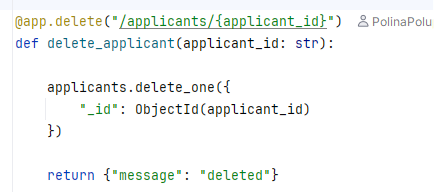 @app.delete("/applicants/{applicant_id}") PolinaPolu
def delete_applicant(applicant_id: str):
applicants.delete_one({
"_id": ObjectId(applicant_id)
})
return {"message": "deleted"}